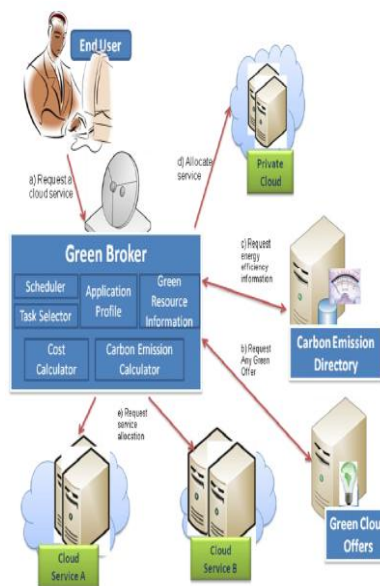 End User
a) Request a
cloud service
d) Allocate
service
Private
Cloud
Green Broker
Scheduler
Task Selector
Application
Profile
Green
Resource
Information
Cost
Calculator
Carbon Emission
Calculator
c) Request
energy
efficiency
information
Carbon Emission
Directory
b) Request
Any Green
Offer
e) Request
service
allocation
Cloud
Service A
Cloud
Service B
Green Cloud
Offers